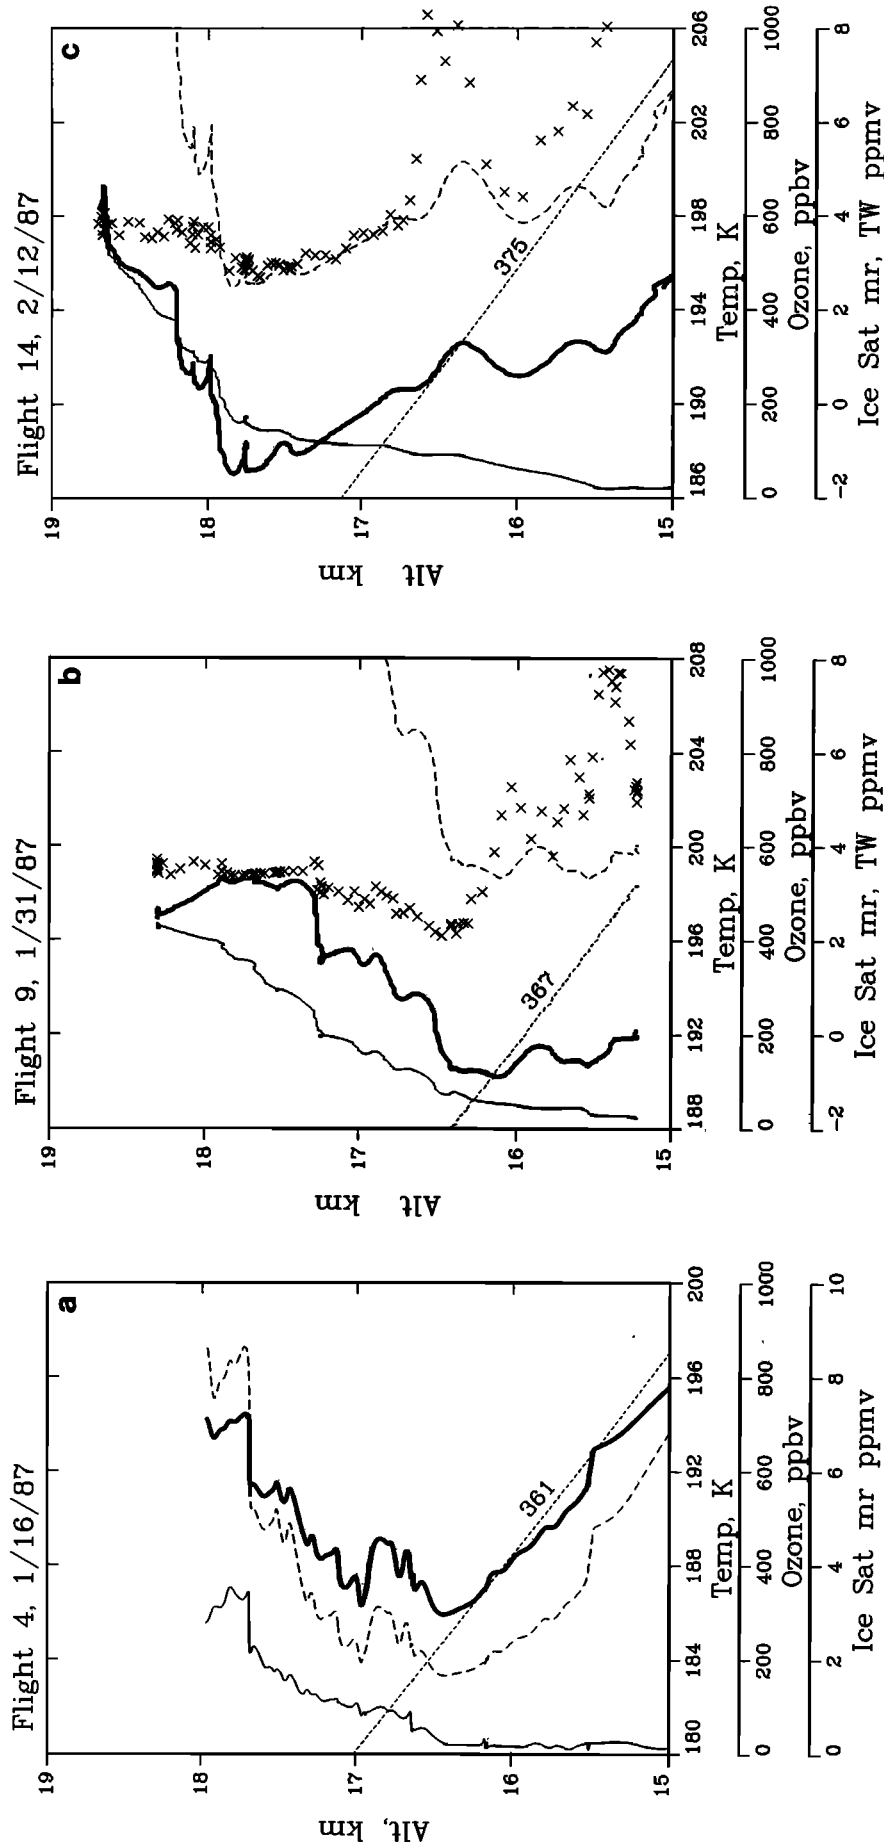 Flight 4, 1/16/87
a
19
18
17
16
15
Alt, km
361
180 184 188 192 196 200
Temp, K
0 200 400 600 800 1000
Ozone, ppbv
0 2 4 6 8 10
Ice Sat mr ppmv
Flight 9, 1/31/87
b
19
18
17
16
15
Alt km
367
188 192 196 200 204 208
Temp, K
0 200 400 600 800 1000
Ozone, ppbv
-2 0 2 4 6 8
Ice Sat mr, TW ppmv
Flight 14, 2/12/87
c
19
18
17
16
15
Alt km
375
186 190 194 198 202 206
Temp, K
0 200 400 600 800 1000
Ozone, ppbv
-2 0 2 4 6 8
Ice Sat mr, TW ppmv